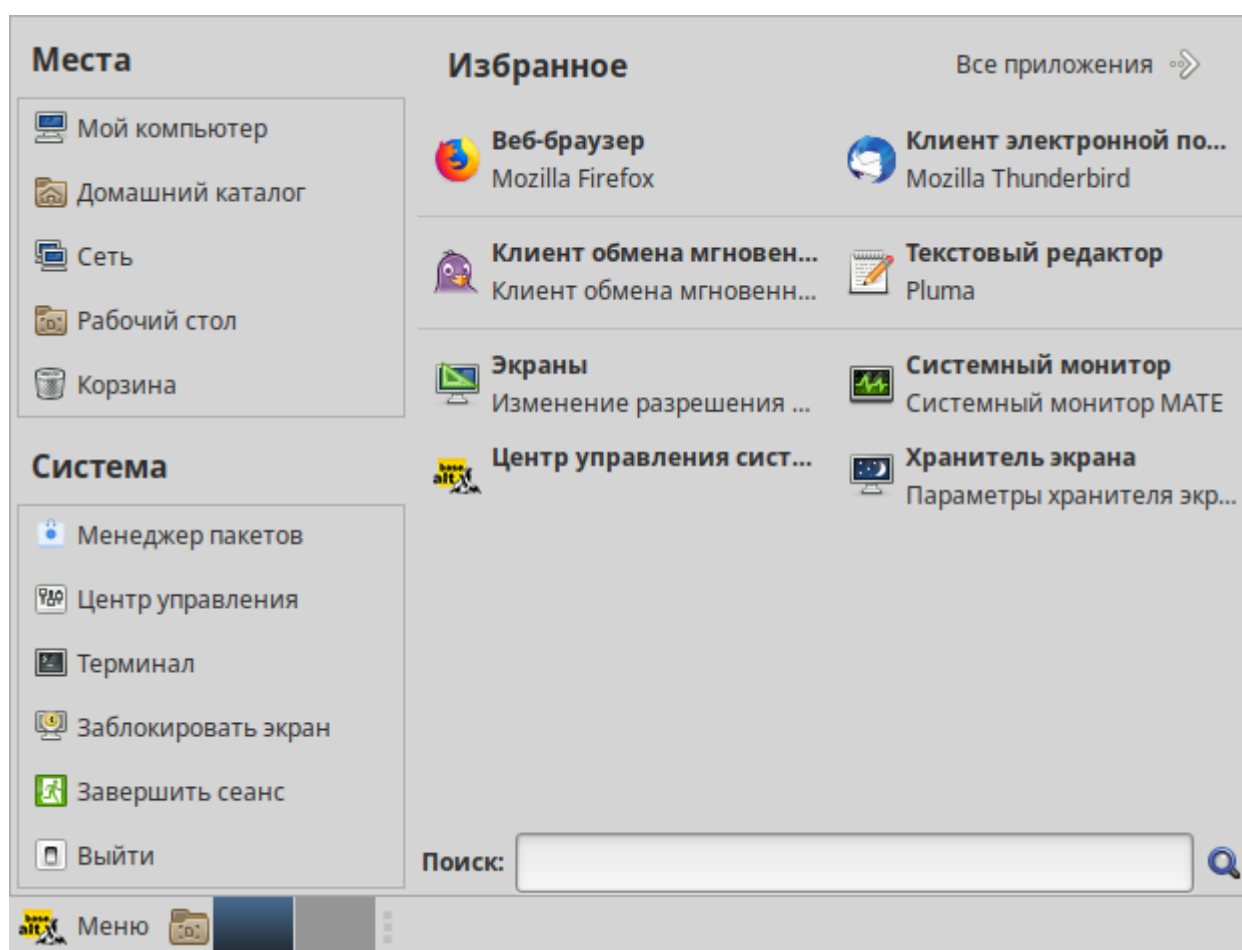 Места
Мой компьютер
Домашний каталог
Сеть
Рабочий стол
Корзина
Система
Менеджер пакетов
Центр управления
Терминал
Заблокировать экран
Завершить сеанс
Выйти
Избранное
Все приложения
Веб-браузер
Mozilla Firefox
Клиент электронной по...
Mozilla Thunderbird
Клиент обмена мгновен...
Клиент обмена мгновенн...
Текстовый редактор
Pluma
Экраны
Изменение разрешения ...
Системный монитор
Системный монитор MATE
Центр управления сист...
Хранитель экрана
Параметры хранителя экр...
Поиск:
base
alt
Меню